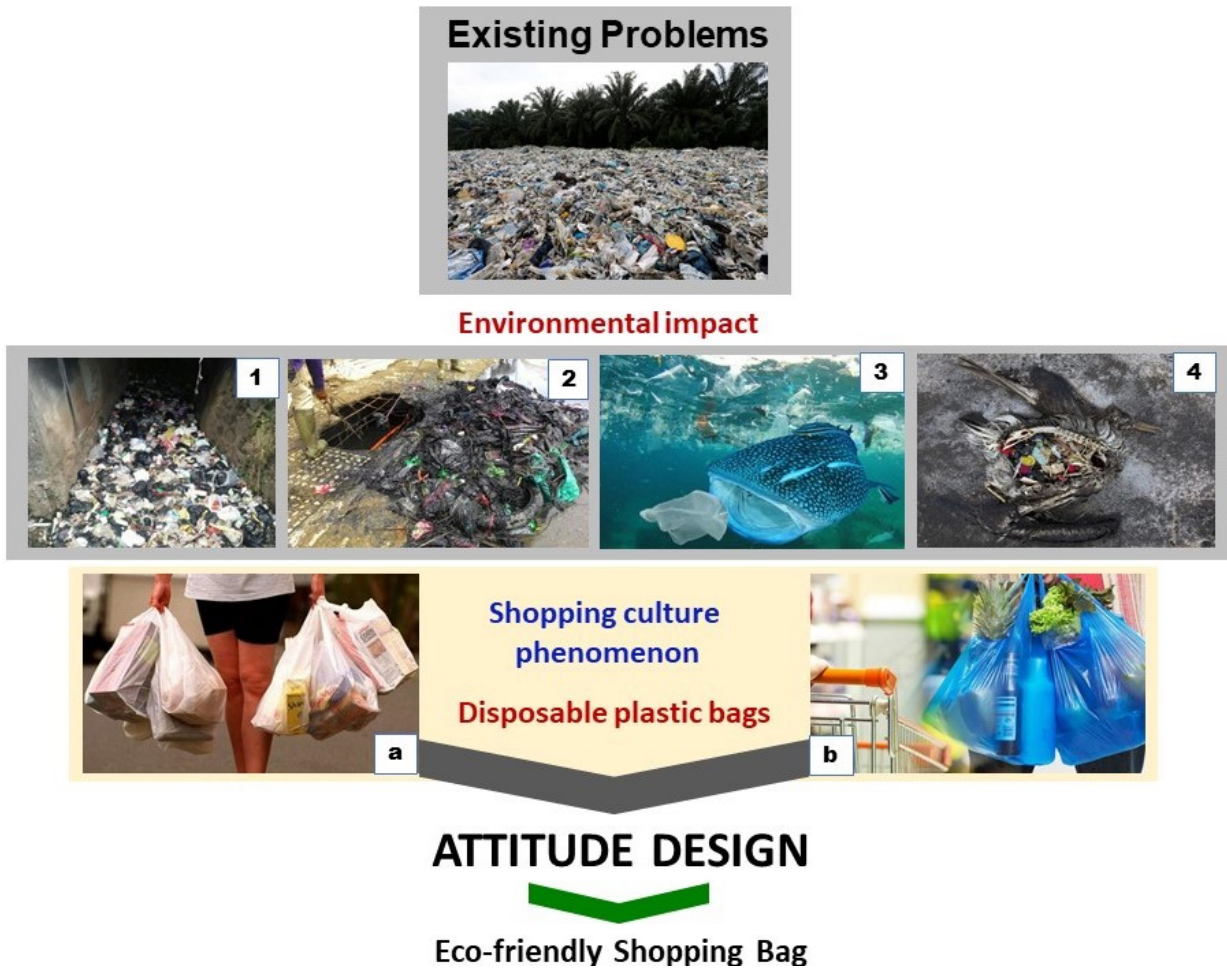 Existing Problems
Environmental impact
1
2
3
4
Shopping culture
phenomenon
Disposable plastic bags
a
b
ATTITUDE DESIGN
Eco-friendly Shopping Bag